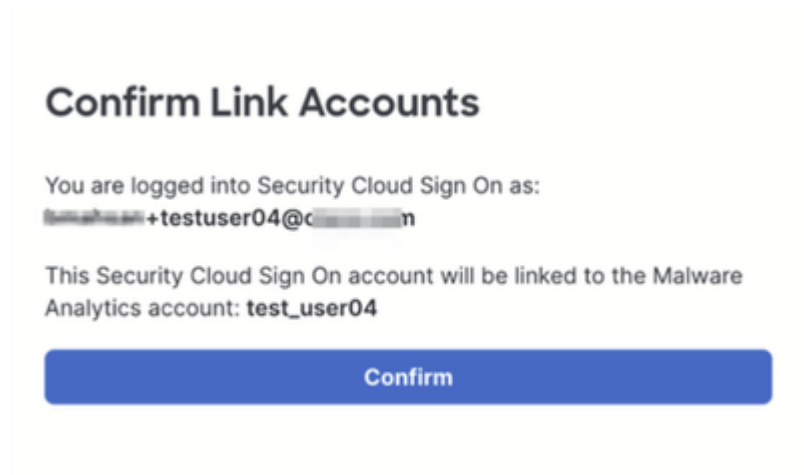 Confirm Link Accounts
You are logged into Security Cloud Sign On as:
+testuser04@c m
This Security Cloud Sign On account will be linked to the Malware
Analytics account: test_user04
Confirm